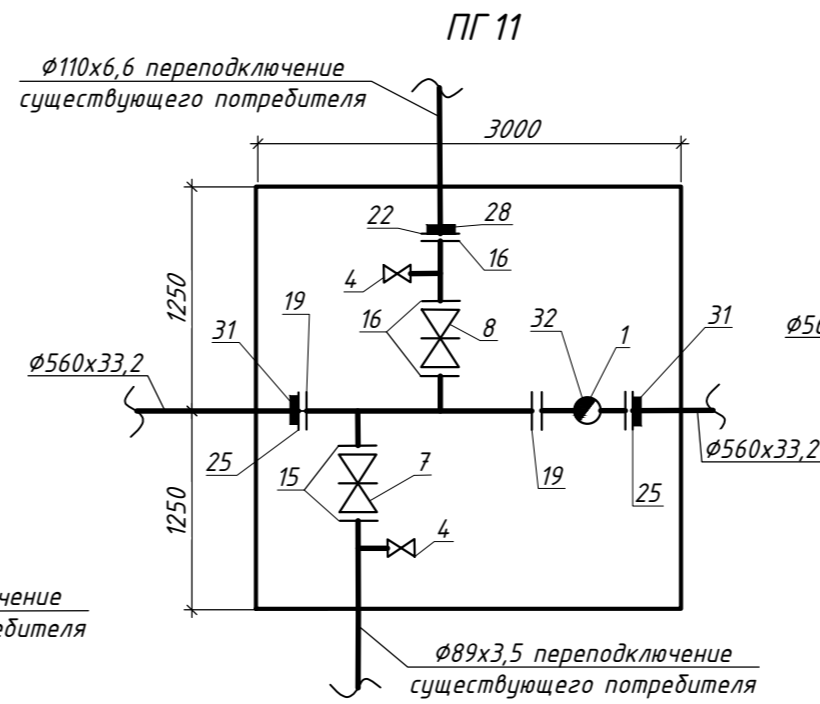 ПГ 11
Ф110х6,6 переподключение
существующего потребителя
3000
22
28
16
4
1250
19
16
8
32
1
31
31
Ф560х33,2
25
15
7
19
25
Ф560х33,2
1250
4
Ф89х3,5 переподключение
существующего потребителя